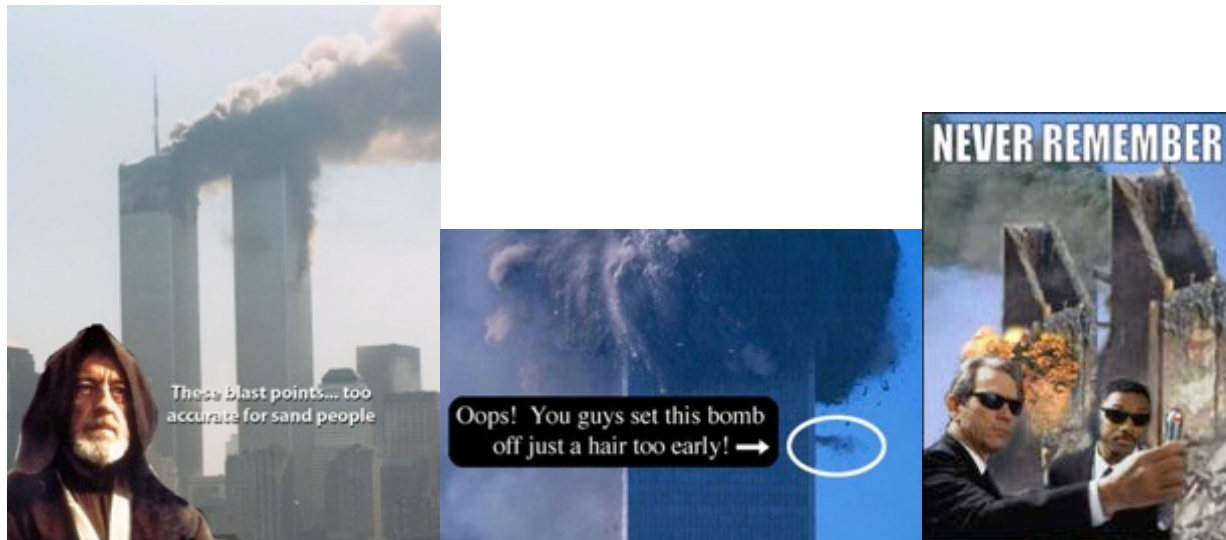 These blast points.... too
accurate for sand people
Oops! You guys set this bomb
off just a hair too early!
NEVER REMEMBER